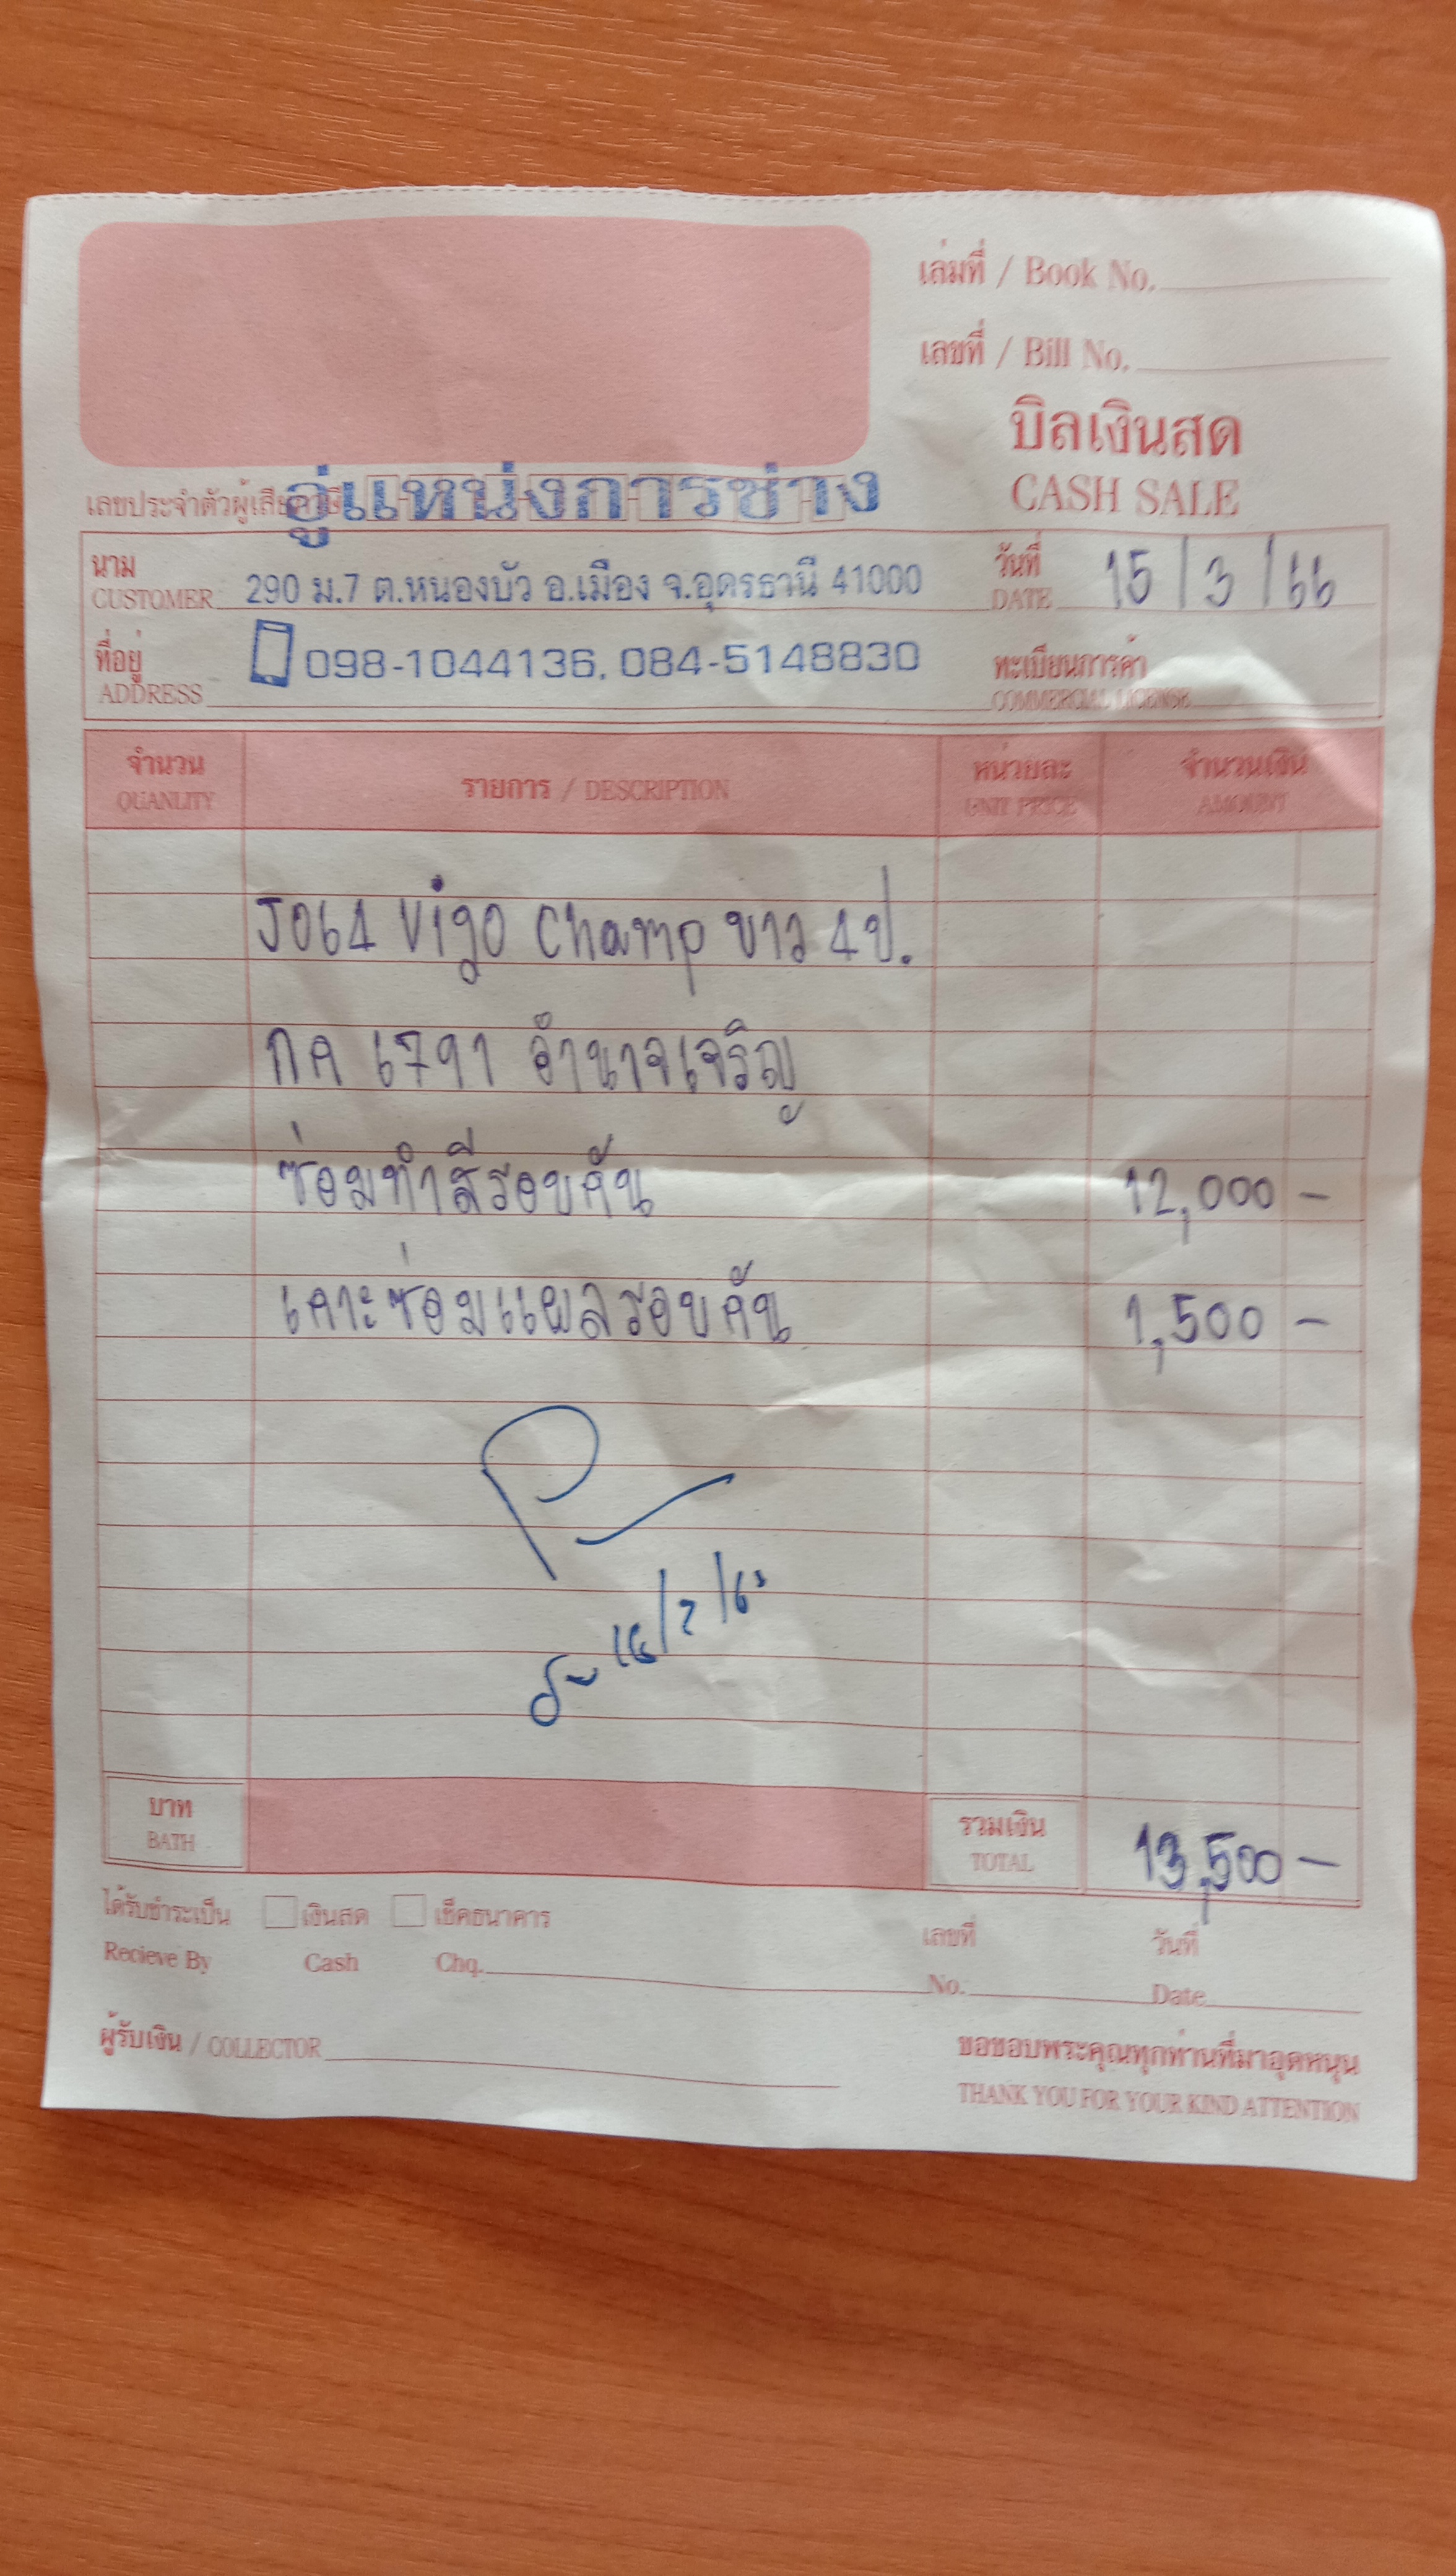 เล่มที่ / Book No.
เลขที่ / Bill No.
บิลเงินสด
CASH SALE
เลขประจำตัวผู้เสียภาษี
อู่แหน่งการช่าง
นาม
CUSTOMER
290 ม.7 ต.หนองบัว อ.เมือง จ.อุดรธานี 41000
วันที่
DATE
15/3/66
ที่อยู่
ADDRESS
098-1044136, 084-5148830
ทะเบียนการค้า
COMMERCIAL LICENSE
จำนวน
QUANLITY
รายการ / DESCRIPTION
หน่วยละ
UNIT PRICE
จำนวนเงิน
AMOUNT
J064 Vigo Champ ขาว 4ป.
กค 6791 อำนาจเจริญ
ซ่อมทำสีรอบคัน 12,000 -
เคาะซ่อมแผลรอบคัน 1,500 -
บาท
BATH
รวมเงิน
TOTAL
13,500 -
ได้รับชำระเป็น เงินสด เช็คธนาคาร
เลขที่ วันที่
Recieve By Cash Chq. No. Date
ผู้รับเงิน / COLLECTOR
ขอขอบพระคุณทุกท่านที่มาอุดหนุน
THANK YOU FOR YOUR KIND ATTENTION